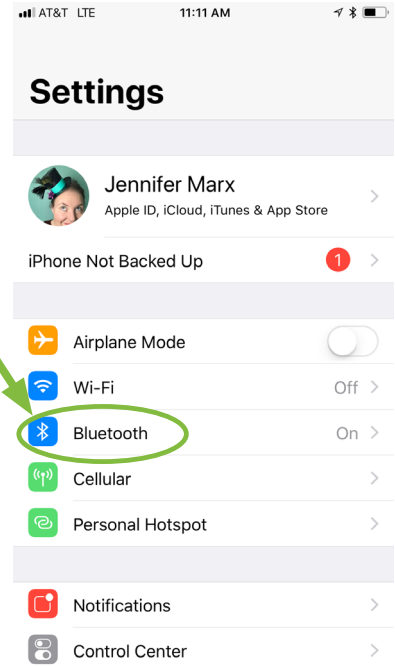 AT&T LTE 11:11 AM
Settings
Jennifer Marx
Apple ID, iCloud, iTunes & App Store
iPhone Not Backed Up 1
Airplane Mode
Wi-Fi Off
Bluetooth On
Cellular
Personal Hotspot
Notifications
Control Center